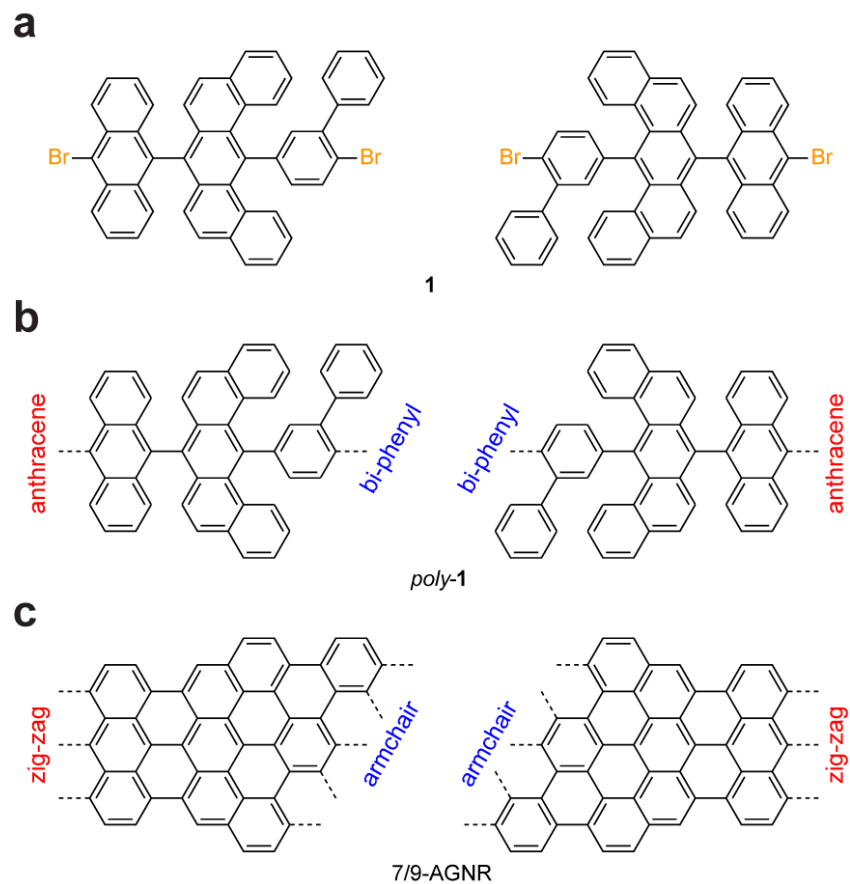 a
Br Br Br Br
1
b
anthracene bi-phenyl bi-phenyl anthracene
poly-1
c
zig-zag armchair armchair zig-zag
7/9-AGNR